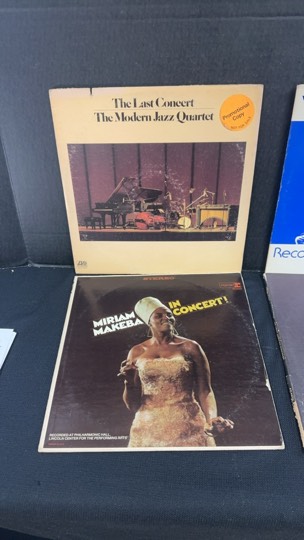 The Last Concert
The Modern Jazz Quartet
Promotional
Copy
MIRIAM
MAKEBA
IN
CONCERT!
RECORDED AT PHILHARMONIC HALL,
LINCOLN CENTER FOR THE PERFORMING ARTS
Reco